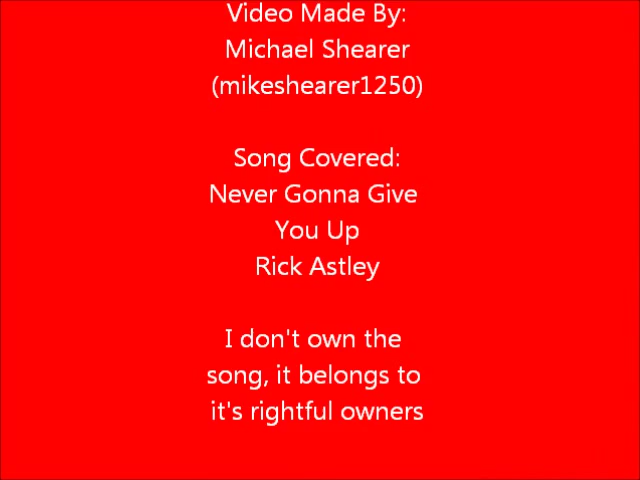 Video Made By:
Michael Shearer
(mikeshearer1250)
Song Covered:
Never Gonna Give
You Up
Rick Astley
I don't own the
song, it belongs to
it's rightful owners